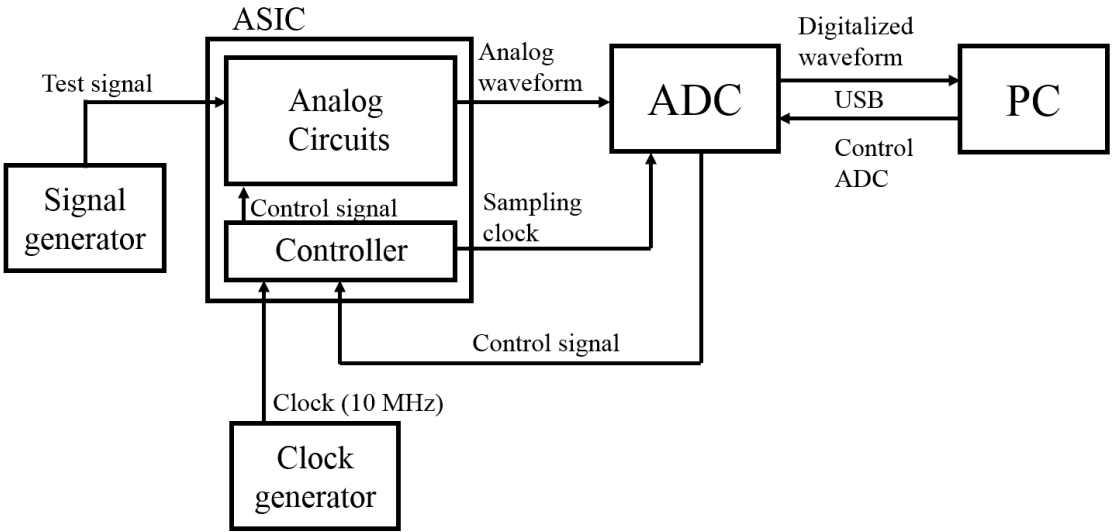 ASIC
Test signal
Analog
Circuits
Analog
waveform
ADC
Digitalized
waveform
USB
Control
ADC
PC
Signal
generator
Control signal
Controller
Sampling
clock
Control signal
Clock (10 MHz)
Clock
generator